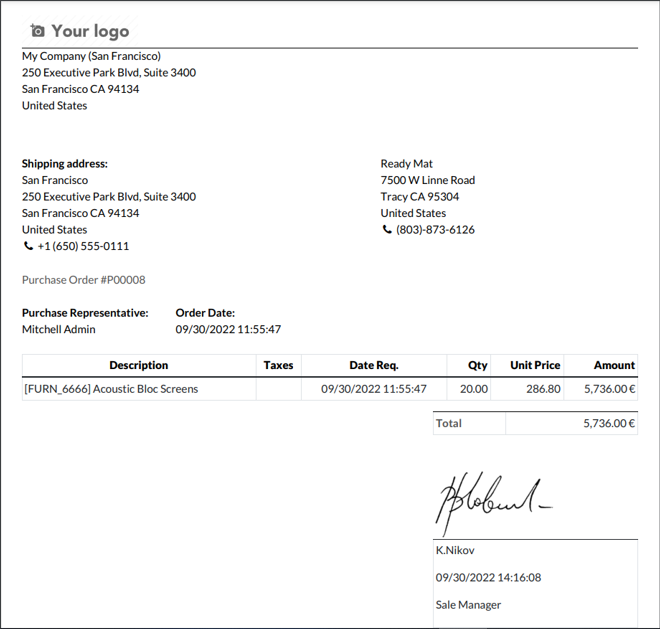 Your logo
My Company (San Francisco)
250 Executive Park Blvd, Suite 3400
San Francisco CA 94134
United States
Shipping address:
San Francisco
250 Executive Park Blvd, Suite 3400
San Francisco CA 94134
United States
+1 (650) 555-0111
Ready Mat
7500 W Linne Road
Tracy CA 95304
United States
(803)-873-6126
Purchase Order #P00008
Purchase Representative: Order Date:
Mitchell Admin 09/30/2022 11:55:47
Description Taxes Date Req. Qty Unit Price Amount
[FURN_6666] Acoustic Bloc Screens 09/30/2022 11:55:47 20.00 286.80 5,736.00 €
Total 5,736.00 €
K.Nikov
09/30/2022 14:16:08
Sale Manager